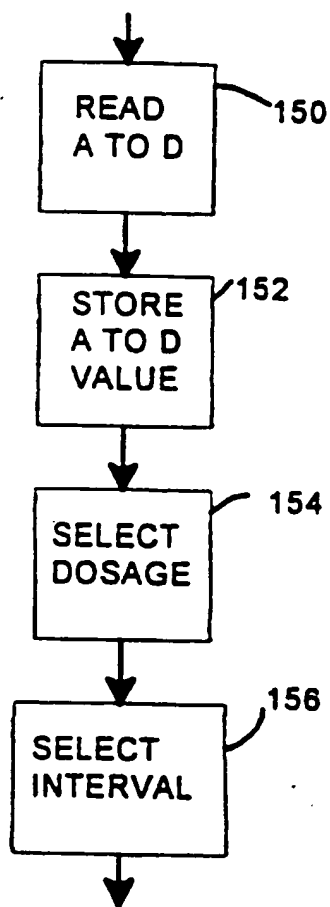 READ
A TO D
150
STORE
A TO D
VALUE
152
SELECT
DOSAGE
154
SELECT
INTERVAL
156